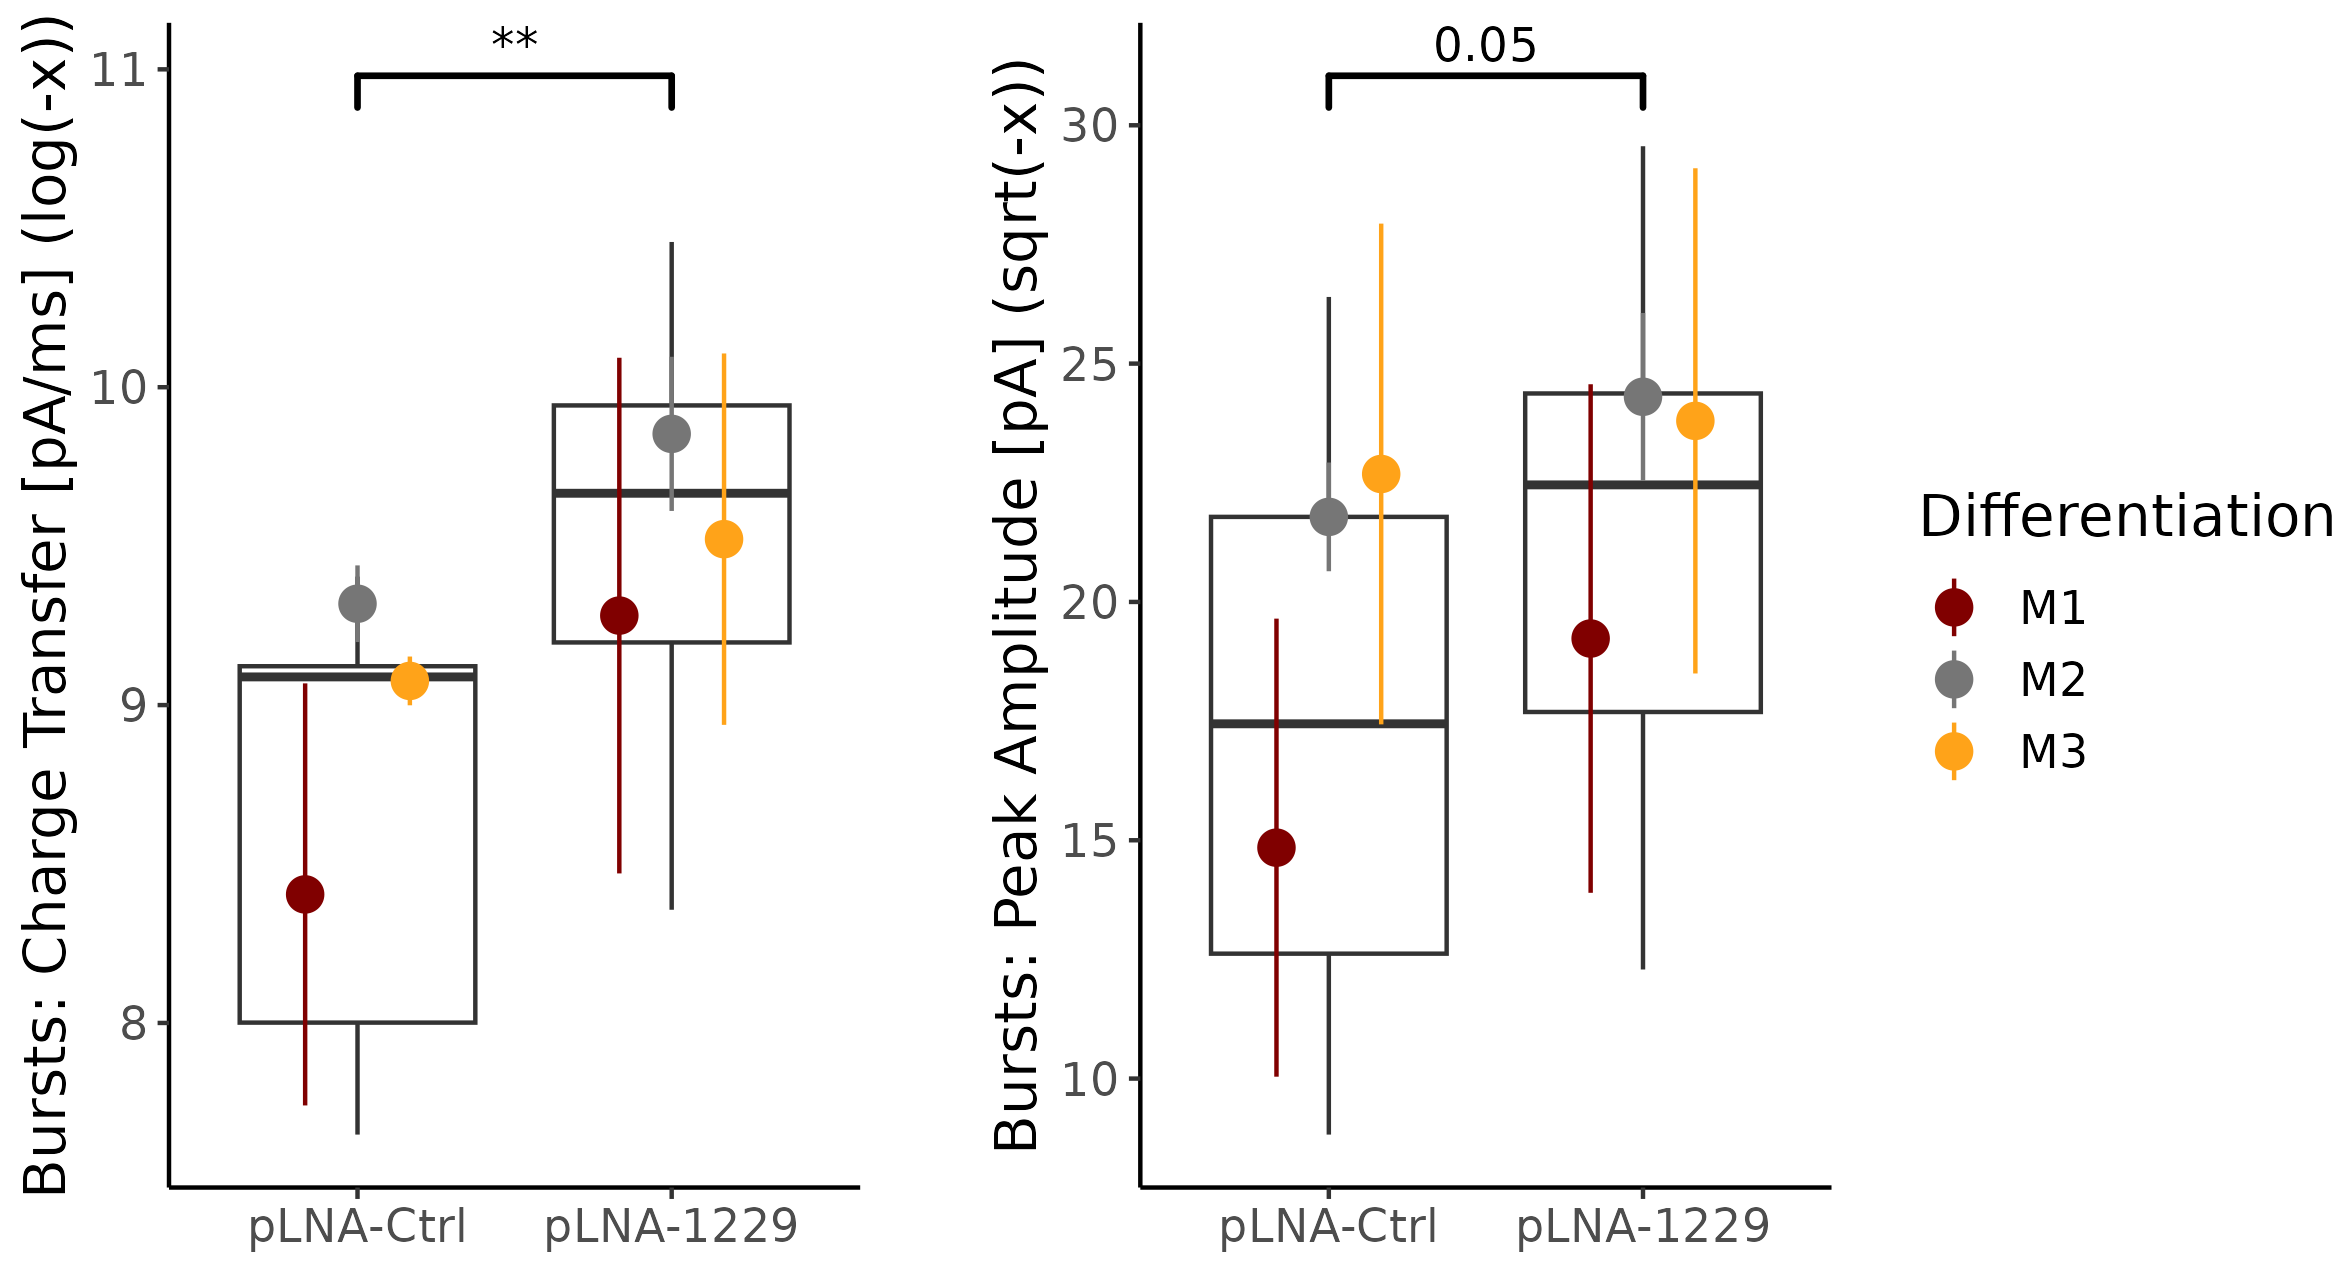 Bursts: Charge Transfer [pA/ms] (log(-x))
11
10
9
8
**
pLNA-Ctrl
pLNA-1229
Bursts: Peak Amplitude [pA] (sqrt(-x))
30
25
20
15
10
0.05
pLNA-Ctrl
pLNA-1229
Differentiation
M1
M2
M3